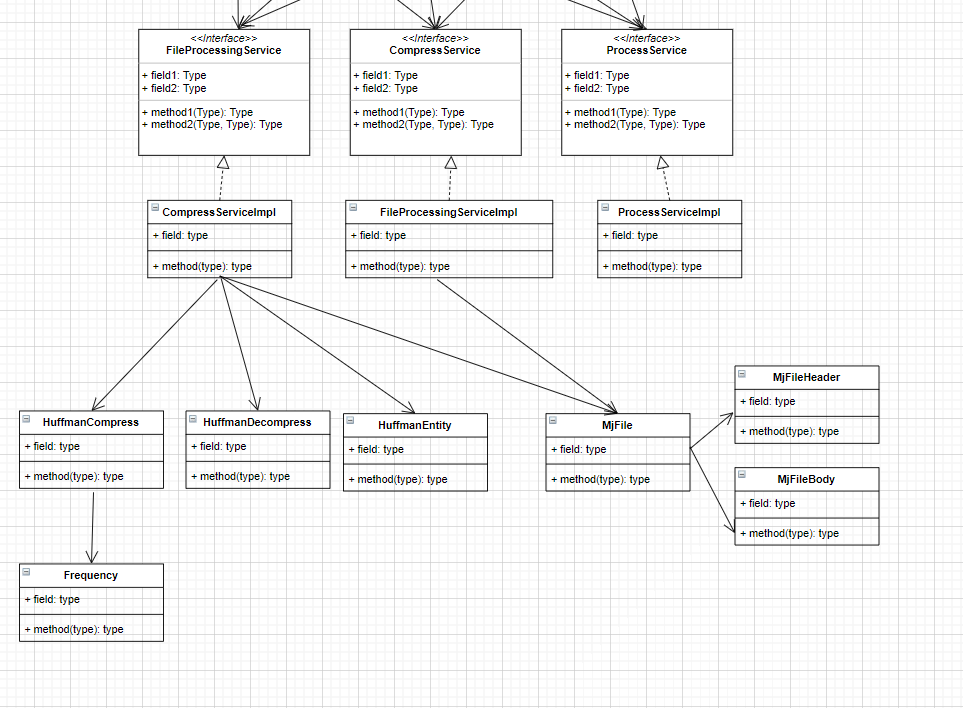 <<Interface>>
FileProcessingService
+ field1: Type
+ field2: Type
+ method1(Type): Type
+ method2(Type, Type): Type
<<Interface>>
CompressService
+ field1: Type
+ field2: Type
+ method1(Type): Type
+ method2(Type, Type): Type
<<Interface>>
ProcessService
+ field1: Type
+ field2: Type
+ method1(Type): Type
+ method2(Type, Type): Type
CompressServiceImpl
+ field: type
+ method(type): type
FileProcessingServiceImpl
+ field: type
+ method(type): type
ProcessServiceImpl
+ field: type
+ method(type): type
HuffmanCompress
+ field: type
+ method(type): type
HuffmanDecompress
+ field: type
+ method(type): type
HuffmanEntity
+ field: type
+ method(type): type
MjFile
+ field: type
+ method(type): type
MjFileHeader
+ field: type
+ method(type): type
MjFileBody
+ field: type
+ method(type): type
Frequency
+ field: type
+ method(type): type